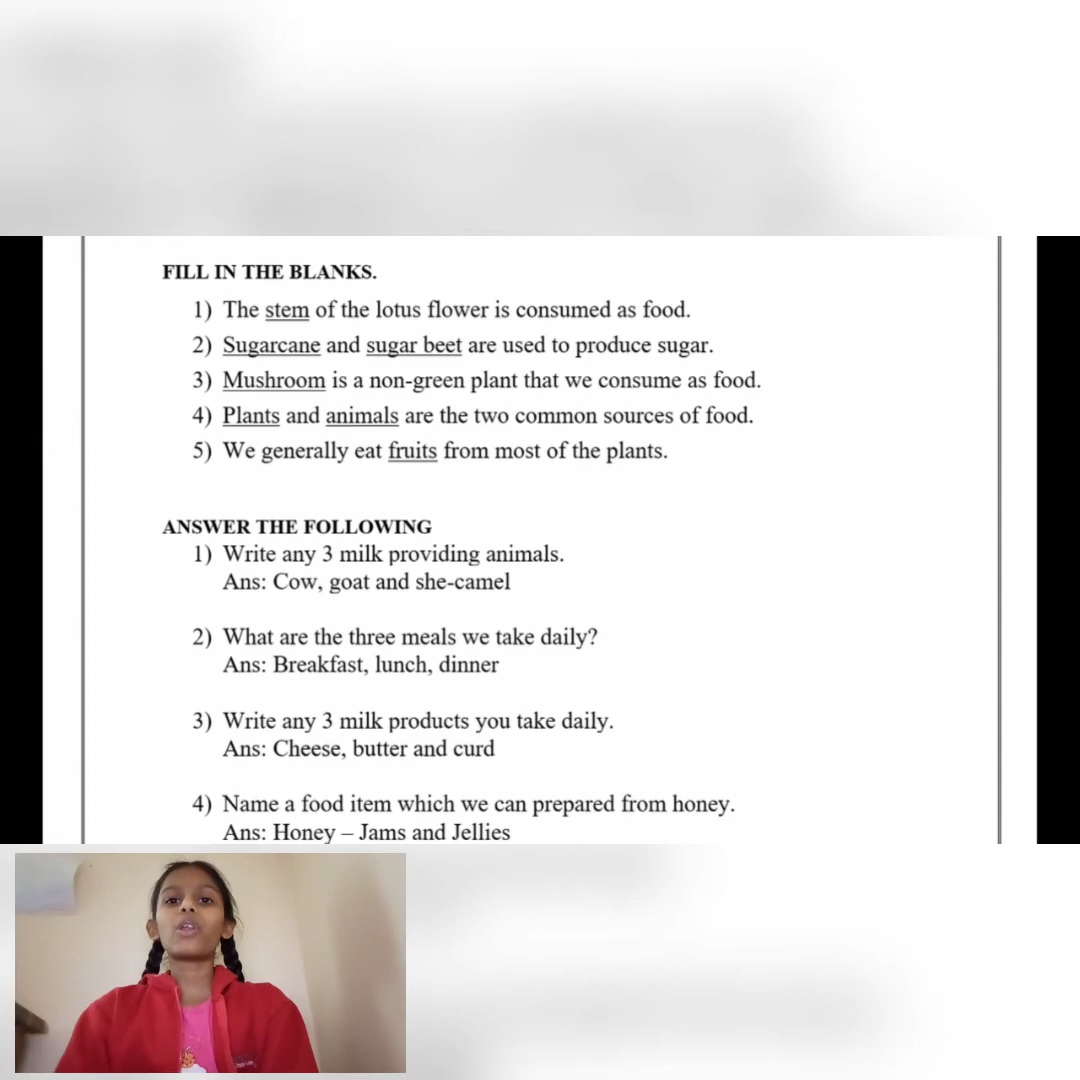 FILL IN THE BLANKS.
1) The stem of the lotus flower is consumed as food.
2) Sugarcane and sugar beet are used to produce sugar.
3) Mushroom is a non-green plant that we consume as food.
4) Plants and animals are the two common sources of food.
5) We generally eat fruits from most of the plants.
ANSWER THE FOLLOWING
1) Write any 3 milk providing animals.
Ans: Cow, goat and she-camel
2) What are the three meals we take daily?
Ans: Breakfast, lunch, dinner
3) Write any 3 milk products you take daily.
Ans: Cheese, butter and curd
4) Name a food item which we can prepared from honey.
Ans: Honey – Jams and Jellies